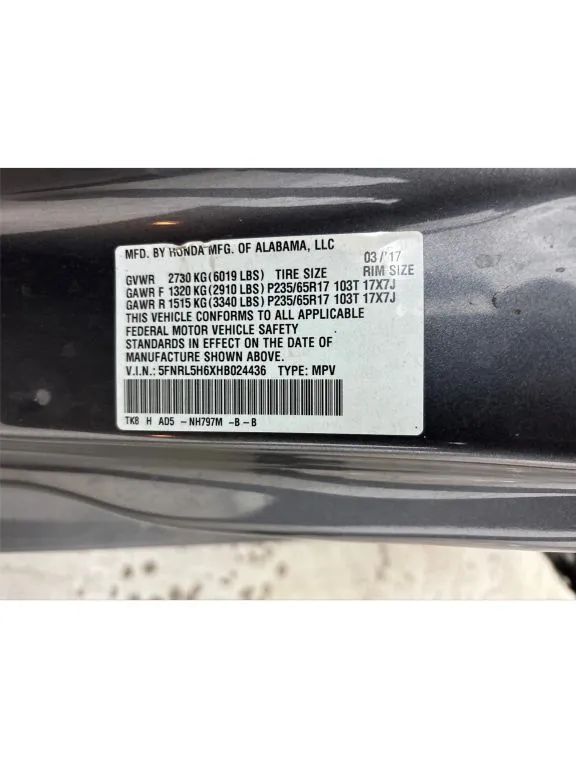 MFD. BY HONDA MFG. OF ALABAMA, LLC 03/'17
GVWR 2730 KG (6019 LBS) TIRE SIZE RIM SIZE
GAWR F 1320 KG (2910 LBS) P235/65R17 103T 17X7J
GAWR R 1515 KG (3340 LBS) P235/65R17 103T 17X7J
THIS VEHICLE CONFORMS TO ALL APPLICABLE
FEDERAL MOTOR VEHICLE SAFETY
STANDARDS IN EFFECT ON THE DATE OF
MANUFACTURE SHOWN ABOVE.
V.I.N.: 5FNRL5H6XHB024436 TYPE: MPV
TK8 H AD5 -NH797M -B -B